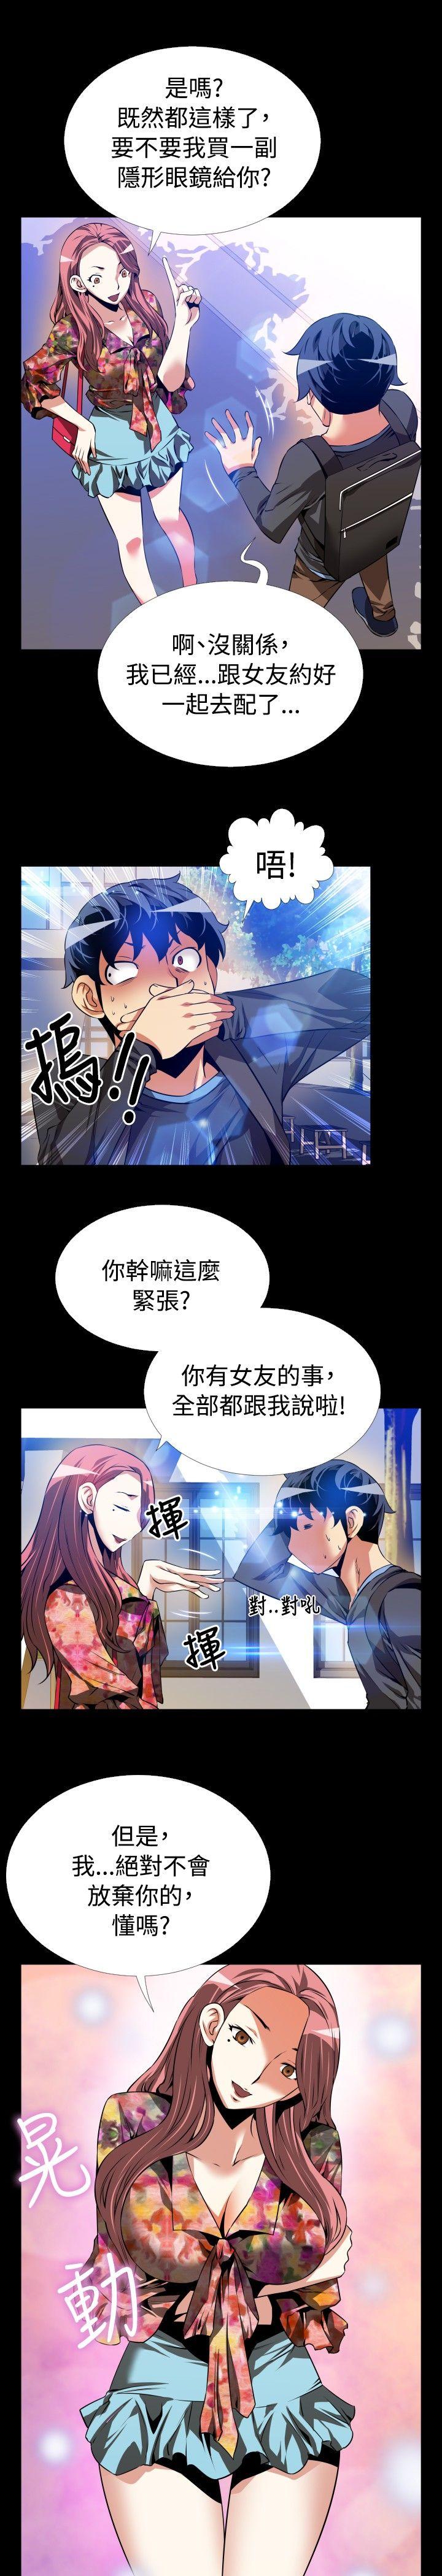 是嗎?
既然都這樣了,
要不要我買一副
隱形眼鏡給你?
啊、沒關係,
我已經...跟女友約好
一起去配了...
唔!
摀!!
你幹嘛這麼
緊張?
你有女友的事,
全部都跟我說啦!
揮
揮
對..對吼
但是,
我...絕對不會
放棄你的,
懂嗎?
晃
動